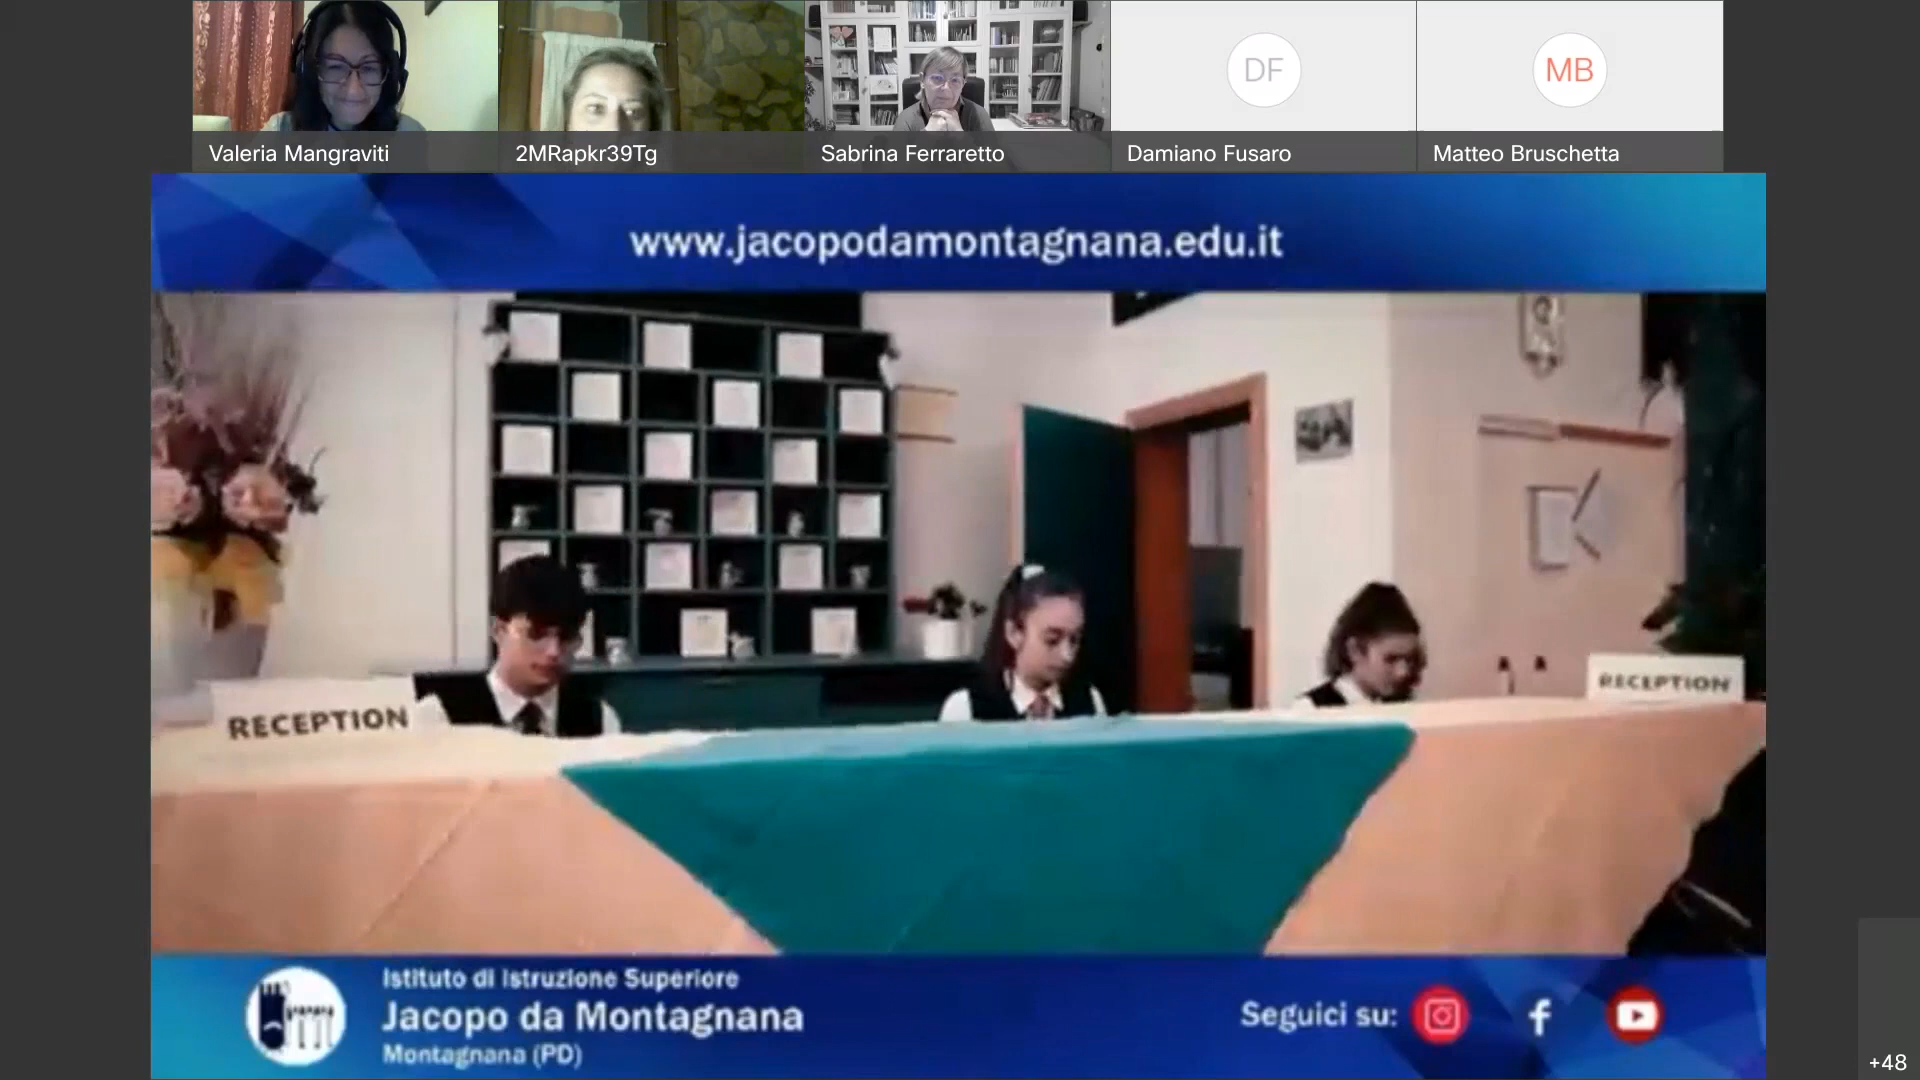 Valeria Mangraviti
2MRapkr39Tg
Sabrina Ferraretto
DF
Damiano Fusaro
MB
Matteo Bruschetta
www.jacopodamontagnana.edu.it
RECEPTION
RECEPTION
Istituto di Istruzione Superiore
Jacopo da Montagnana
Montagnana (PD)
Seguici su:
+48